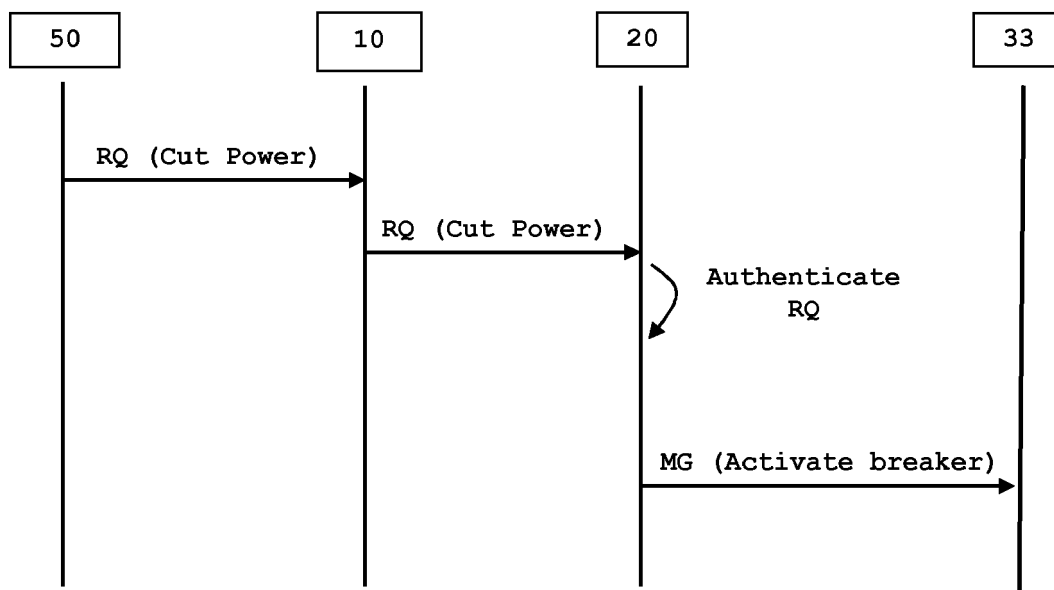 50
10
20
33
RQ (Cut Power)
RQ (Cut Power)
Authenticate
RQ
MG (Activate breaker)